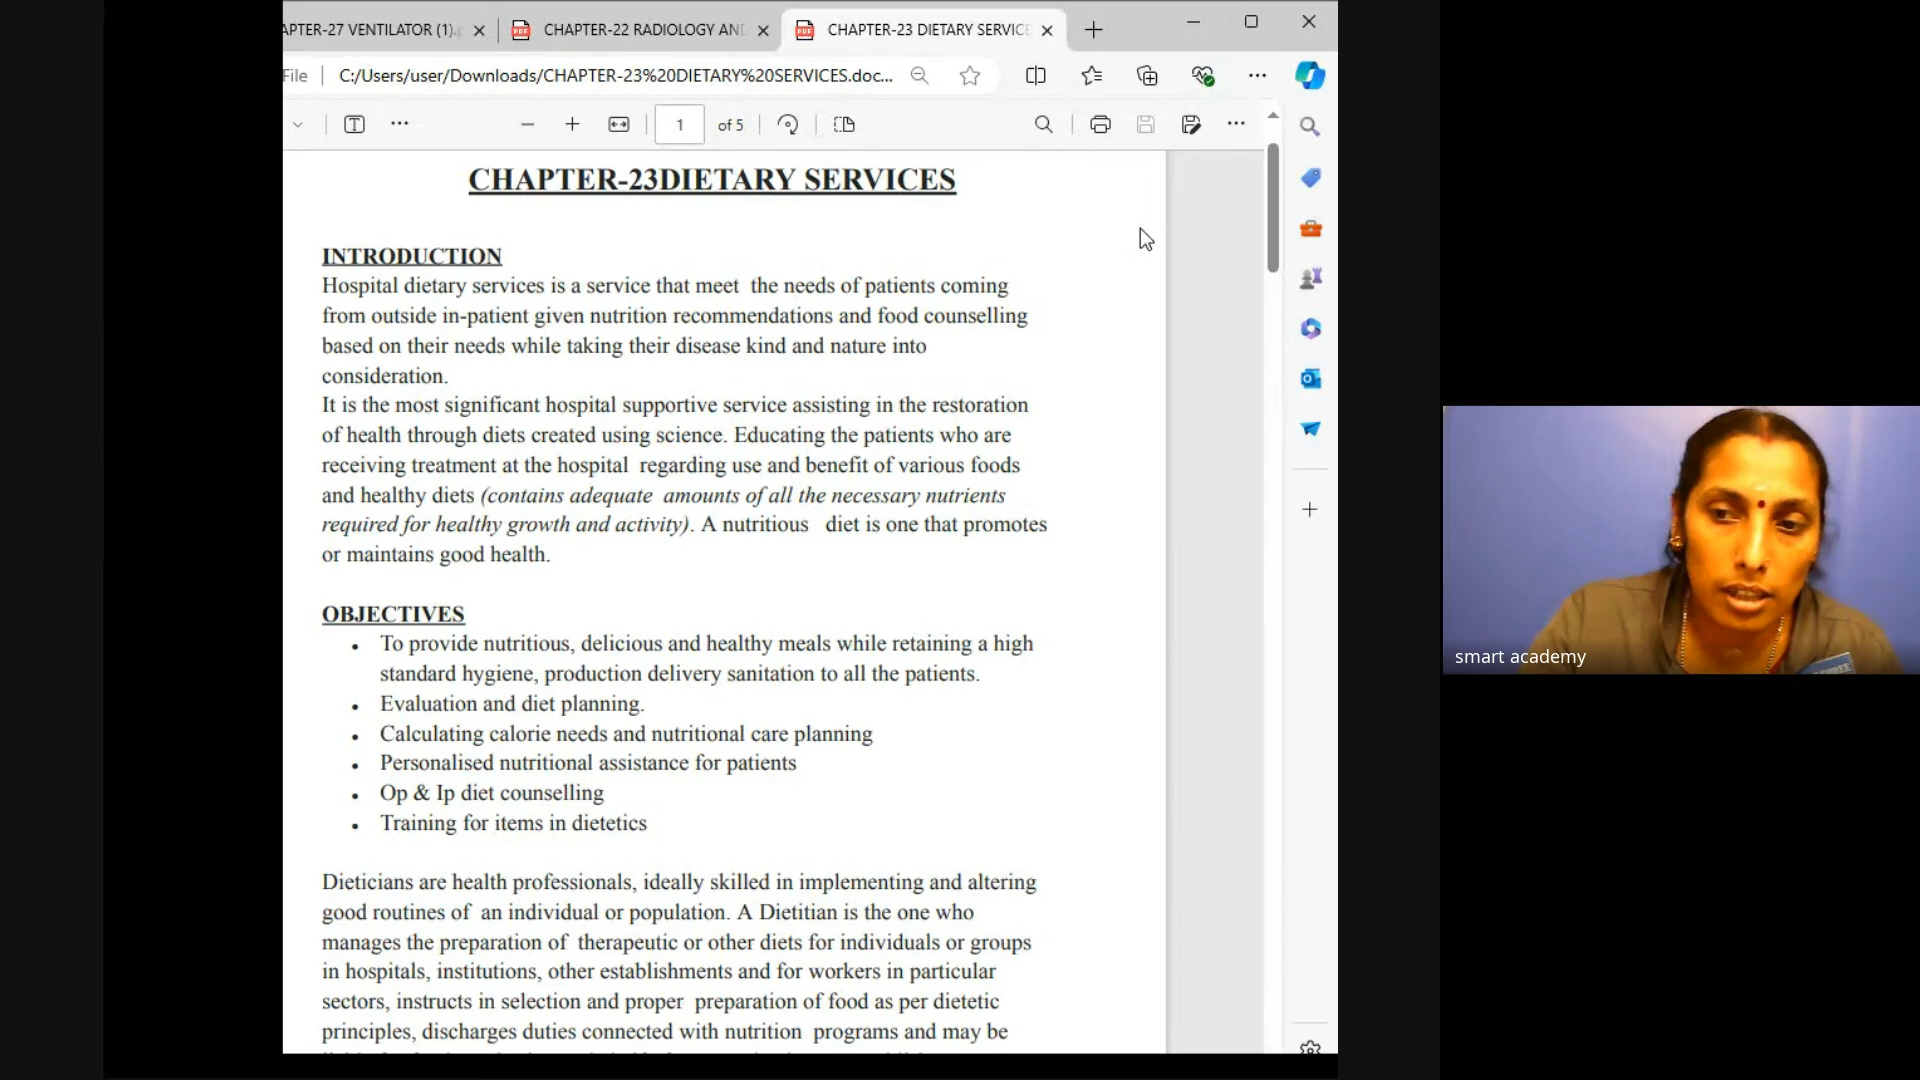 APTER-27 VENTILATOR (1).
CHAPTER-22 RADIOLOGY AN
CHAPTER-23 DIETARY SERVICE
File
C:/Users/user/Downloads/CHAPTER-23%20DIETARY%20SERVICES.doc...
1 of 5
CHAPTER-23DIETARY SERVICES
INTRODUCTION
Hospital dietary services is a service that meet the needs of patients coming
from outside in-patient given nutrition recommendations and food counselling
based on their needs while taking their disease kind and nature into
consideration.
It is the most significant hospital supportive service assisting in the restoration
of health through diets created using science. Educating the patients who are
receiving treatment at the hospital regarding use and benefit of various foods
and healthy diets (contains adequate amounts of all the necessary nutrients
required for healthy growth and activity). A nutritious diet is one that promotes
or maintains good health.
OBJECTIVES
• To provide nutritious, delicious and healthy meals while retaining a high
standard hygiene, production delivery sanitation to all the patients.
• Evaluation and diet planning.
• Calculating calorie needs and nutritional care planning
• Personalised nutritional assistance for patients
• Op & Ip diet counselling
• Training for items in dietetics
Dieticians are health professionals, ideally skilled in implementing and altering
good routines of an individual or population. A Dietitian is the one who
manages the preparation of therapeutic or other diets for individuals or groups
in hospitals, institutions, other establishments and for workers in particular
sectors, instructs in selection and proper preparation of food as per dietetic
principles, discharges duties connected with nutrition programs and may be
smart academy